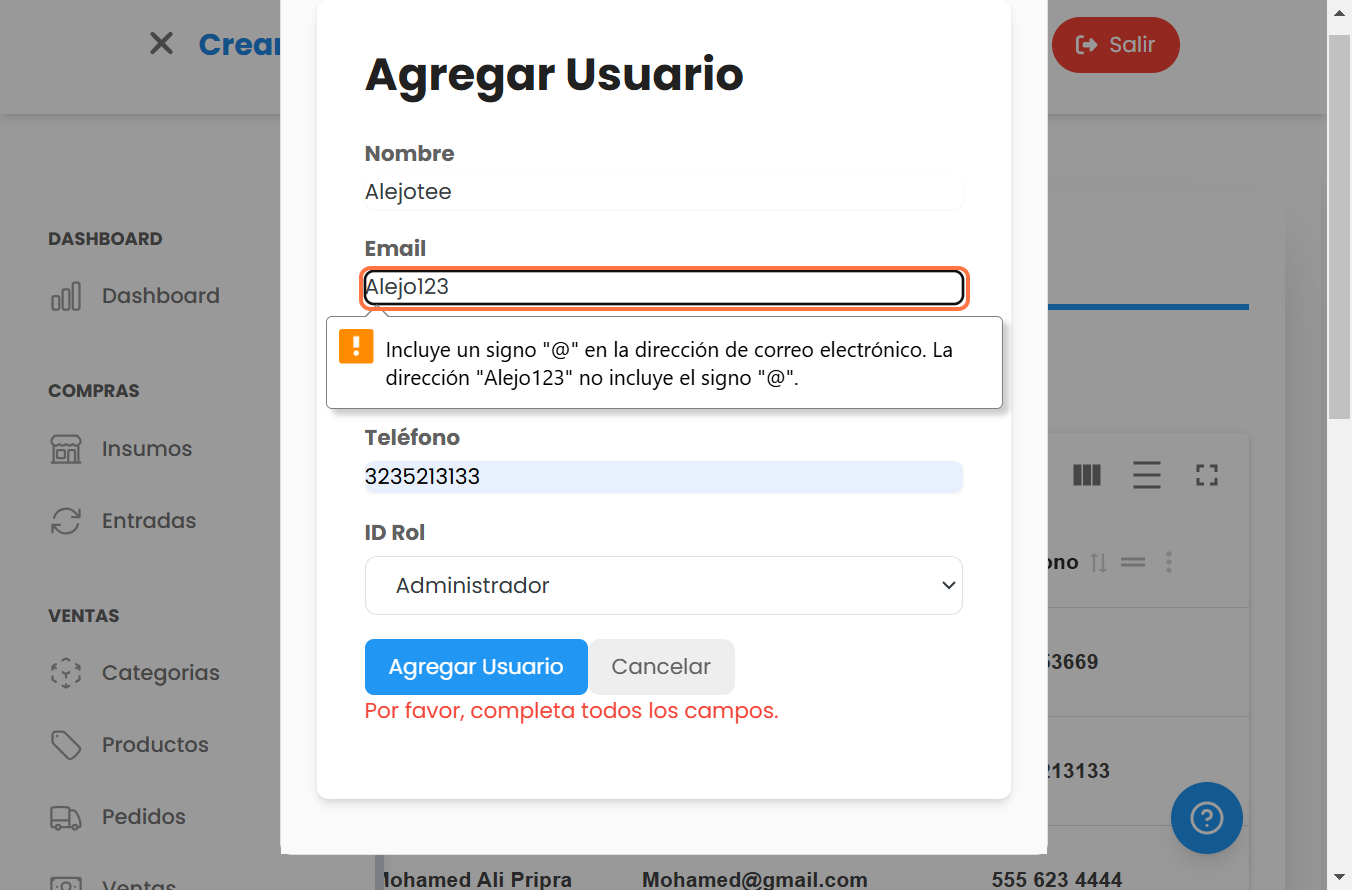 Crear
Salir
Agregar Usuario
Nombre
Alejotee
Email
Alejo123
Incluye un signo "@" en la dirección de correo electrónico. La
dirección "Alejo123" no incluye el signo "@".
Teléfono
3235213133
ID Rol
Administrador
Agregar Usuario
Cancelar
Por favor, completa todos los campos.
DASHBOARD
Dashboard
COMPRAS
Insumos
Entradas
VENTAS
Categorias
Productos
Pedidos
Ventas
ono
53669
213133
Mohamed Ali Pripra Mohamed@gmail.com 555 623 4444